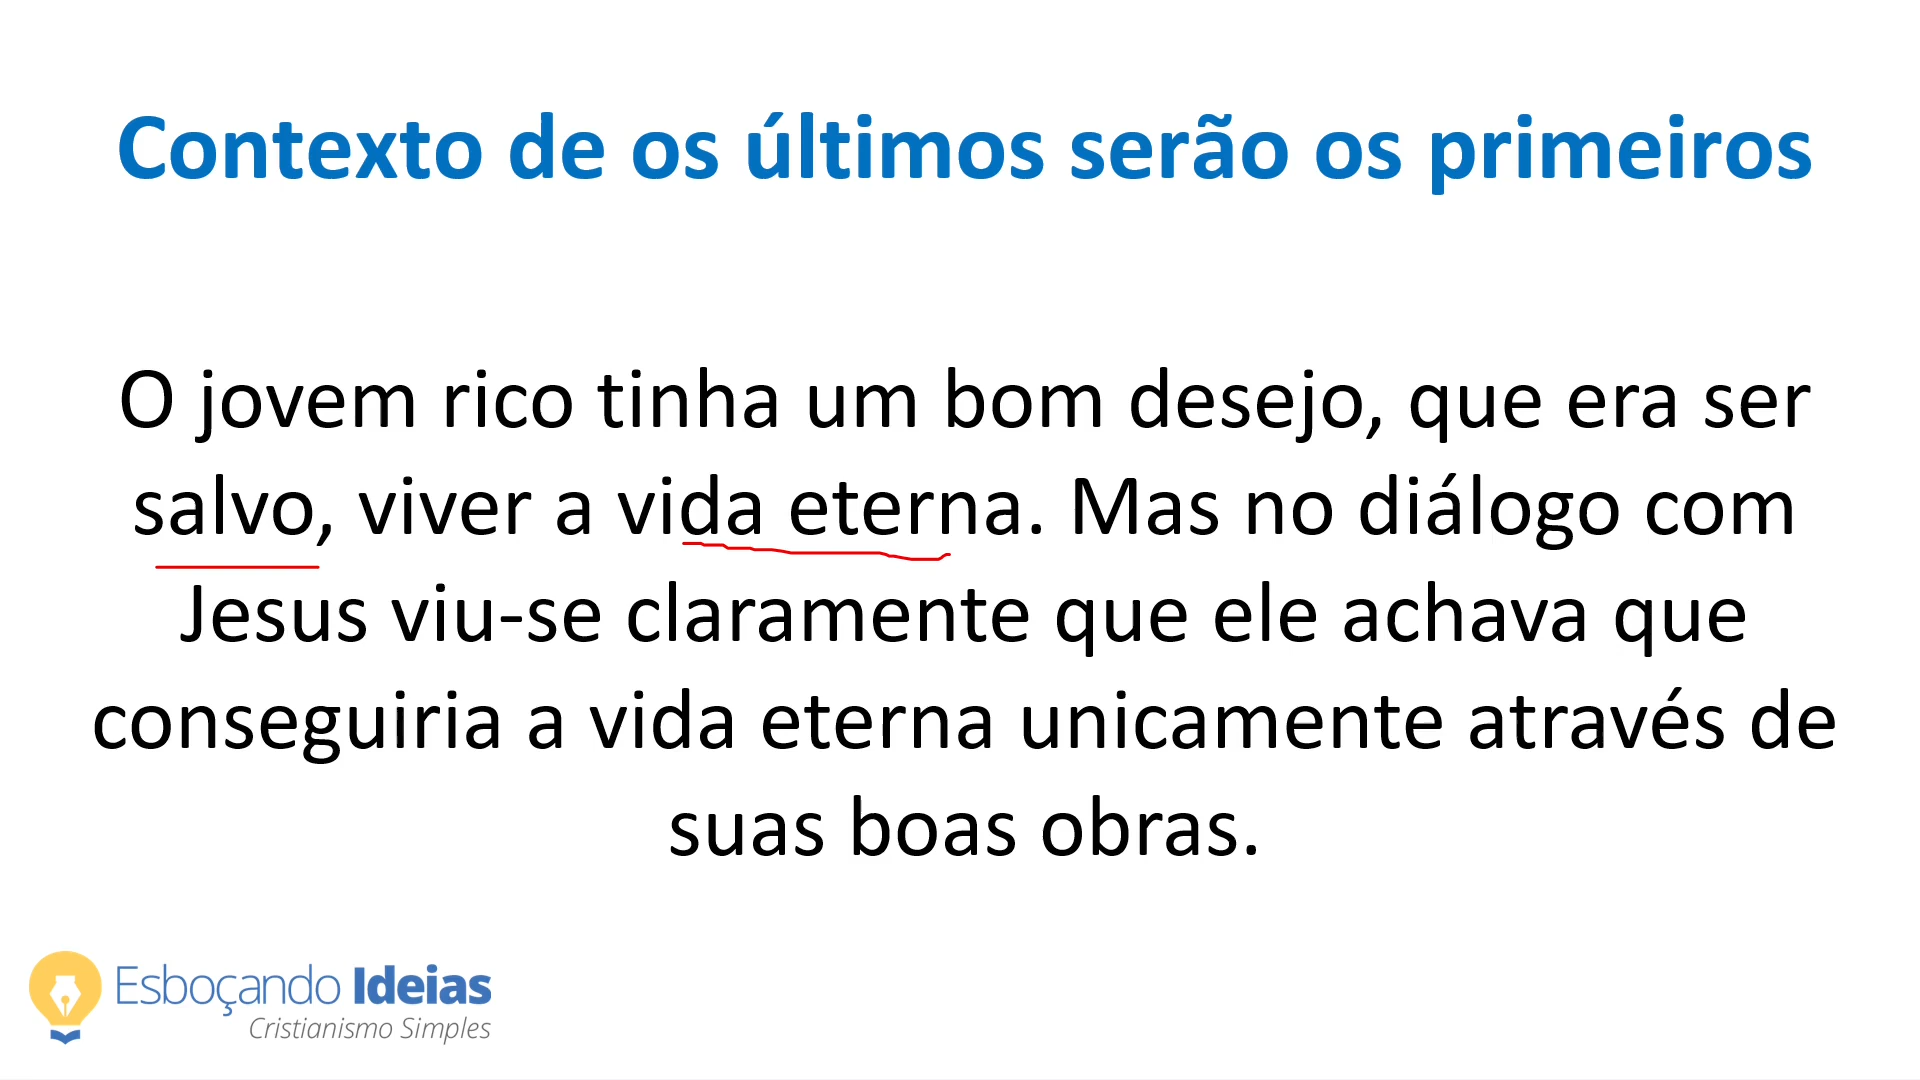 Contexto de os últimos serão os primeiros
O jovem rico tinha um bom desejo, que era ser
salvo, viver a vida eterna. Mas no diálogo com
Jesus viu-se claramente que ele achava que
conseguiria a vida eterna unicamente através de
suas boas obras.
Esboçando Ideias
Cristianismo Simples